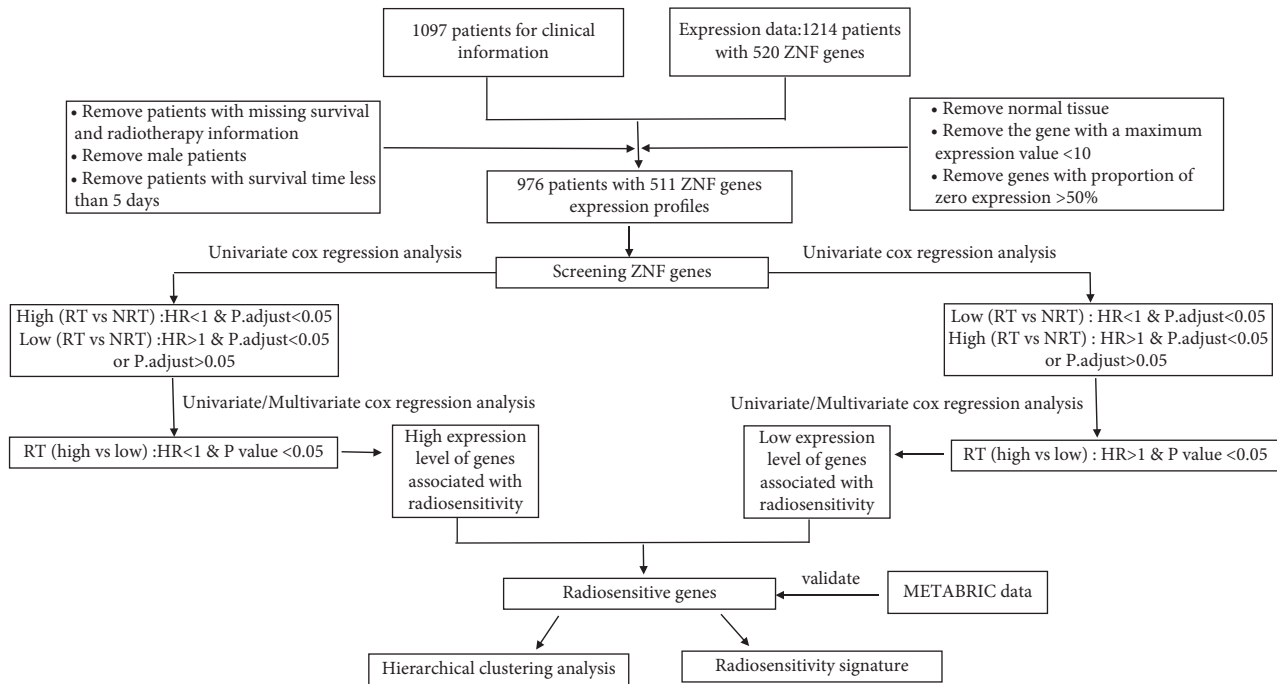 1097 patients for clinical
information
Expression data:1214 patients
with 520 ZNF genes
• Remove patients with missing survival
and radiotherapy information
• Remove male patients
• Remove patients with survival time less
than 5 days
• Remove normal tissue
• Remove the gene with a maximum
expression value <10
• Remove genes with proportion of
zero expression >50%
976 patients with 511 ZNF genes
expression profiles
Univariate cox regression analysis
Screening ZNF genes
Univariate cox regression analysis
High (RT vs NRT) :HR<1 & P.adjust<0.05
Low (RT vs NRT) :HR>1 & P.adjust<0.05
or P.adjust>0.05
Low (RT vs NRT) : HR<1 & P.adjust<0.05
High (RT vs NRT) : HR>1 & P.adjust<0.05
or P.adjust>0.05
Univariate/Multivariate cox regression analysis
Univariate/Multivariate cox regression analysis
RT (high vs low) :HR<1 & P value <0.05
High expression
level of genes
associated with
radiosensitivity
Low expression
level of genes
associated with
radiosensitivity
RT (high vs low) : HR>1 & P value <0.05
Radiosensitive genes
validate
METABRIC data
Hierarchical clustering analysis
Radiosensitivity signature